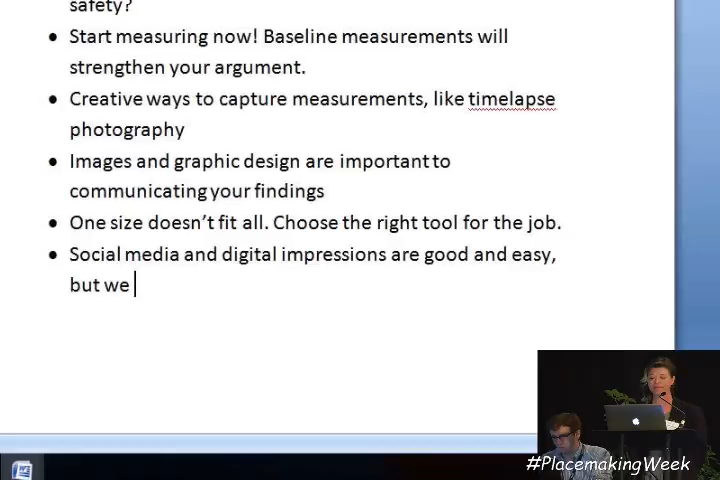 safety?
Start measuring now! Baseline measurements will
strengthen your argument.
Creative ways to capture measurements, like timelapse
photography
Images and graphic design are important to
communicating your findings
One size doesn't fit all. Choose the right tool for the job.
Social media and digital impressions are good and easy,
but we
#PlacemakingWeek